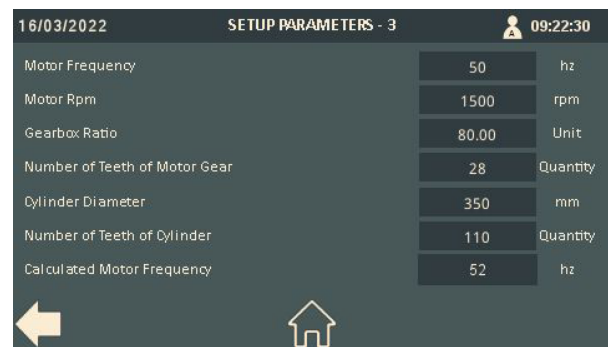 16/03/2022 SETUP PARAMETERS - 3 A 09:22:30
Motor Frequency 50 hz
Motor Rpm 1500 rpm
Gearbox Ratio 80.00 Unit
Number of Teeth of Motor Gear 28 Quantity
Cylinder Diameter 350 mm
Number of Teeth of Cylinder 110 Quantity
Calculated Motor Frequency 52 hz